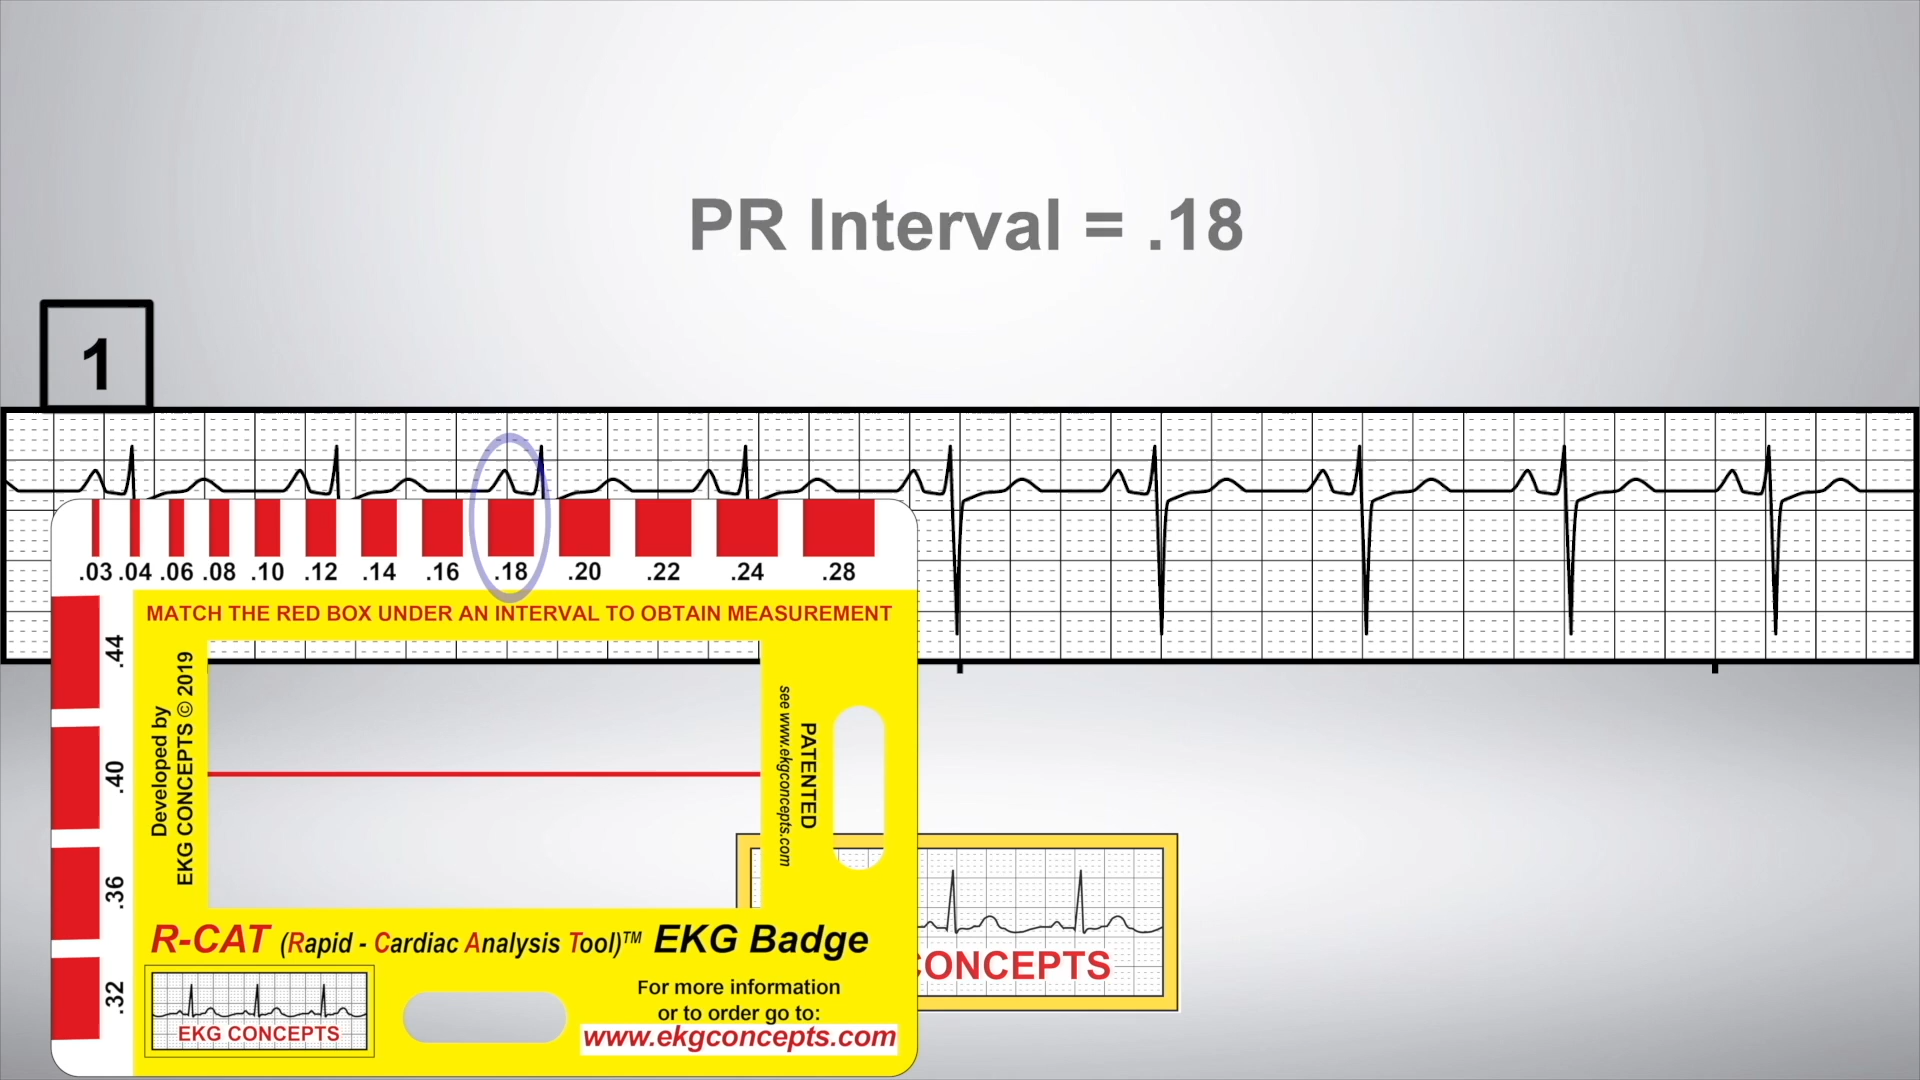 PR Interval = .18
1
.03 .04 .06 .08 .10 .12 .14 .16 .18 .20 .22 .24 .28
MATCH THE RED BOX UNDER AN INTERVAL TO OBTAIN MEASUREMENT
.44
.40
.36
.32
Developed by
EKG CONCEPTS © 2019
PATENTED
see www.ekgconcepts.com
R-CAT (Rapid - Cardiac Analysis Tool)™ EKG Badge
EKG CONCEPTS
For more information
or to order go to:
www.ekgconcepts.com
CONCEPTS